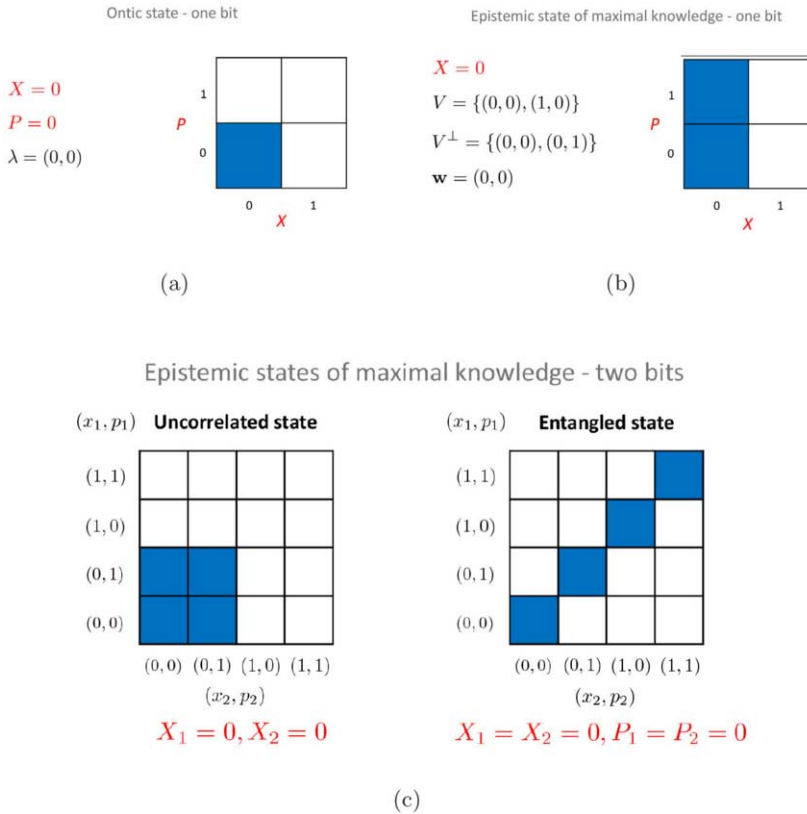 Ontic state - one bit
X = 0
P = 0
λ = (0, 0)
1
P
0
0 1
X
(a)
Epistemic state of maximal knowledge - one bit
X = 0
V = {(0, 0), (1, 0)}
V⊥ = {(0, 0), (0, 1)}
w = (0, 0)
1
P
0
0 1
X
(b)
Epistemic states of maximal knowledge - two bits
(x₁, p₁) Uncorrelated state
(1, 1)
(1, 0)
(0, 1)
(0, 0)
(0, 0) (0, 1) (1, 0) (1, 1)
(x₂, p₂)
X₁ = 0, X₂ = 0
(x₁, p₁) Entangled state
(1, 1)
(1, 0)
(0, 1)
(0, 0)
(0, 0) (0, 1) (1, 0) (1, 1)
(x₂, p₂)
X₁ = X₂ = 0, P₁ = P₂ = 0
(c)